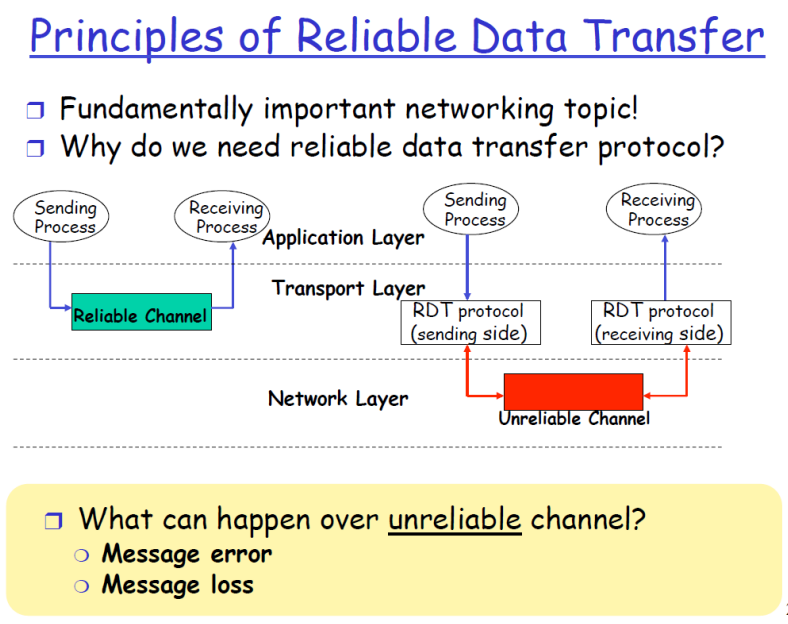 Principles of Reliable Data Transfer
Fundamentally important networking topic!
Why do we need reliable data transfer protocol?
Sending
Process
Receiving
Process
Sending
Process
Receiving
Process
Application Layer
Transport Layer
Reliable Channel
RDT protocol
(sending side)
RDT protocol
(receiving side)
Network Layer
Unreliable Channel
What can happen over unreliable channel?
Message error
Message loss